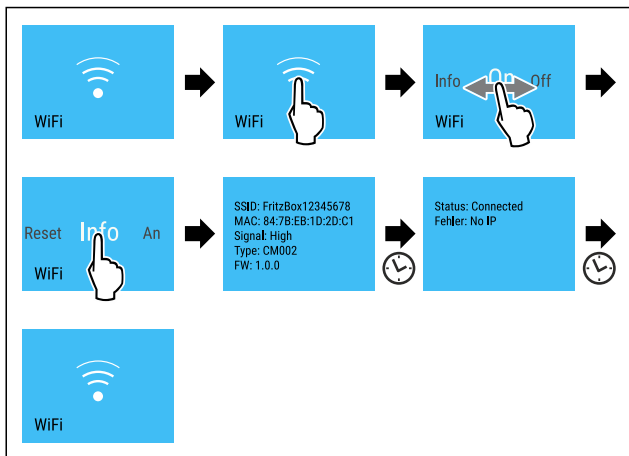 WiFi
WiFi
Info On Off
WiFi
Reset Info An
WiFi
SSID: FritzBox12345678
MAC: 84:7B:EB:1D:2D:C1
Signal: High
Type: CM002
FW: 1.0.0
Status: Connected
Fehler: No IP
WiFi